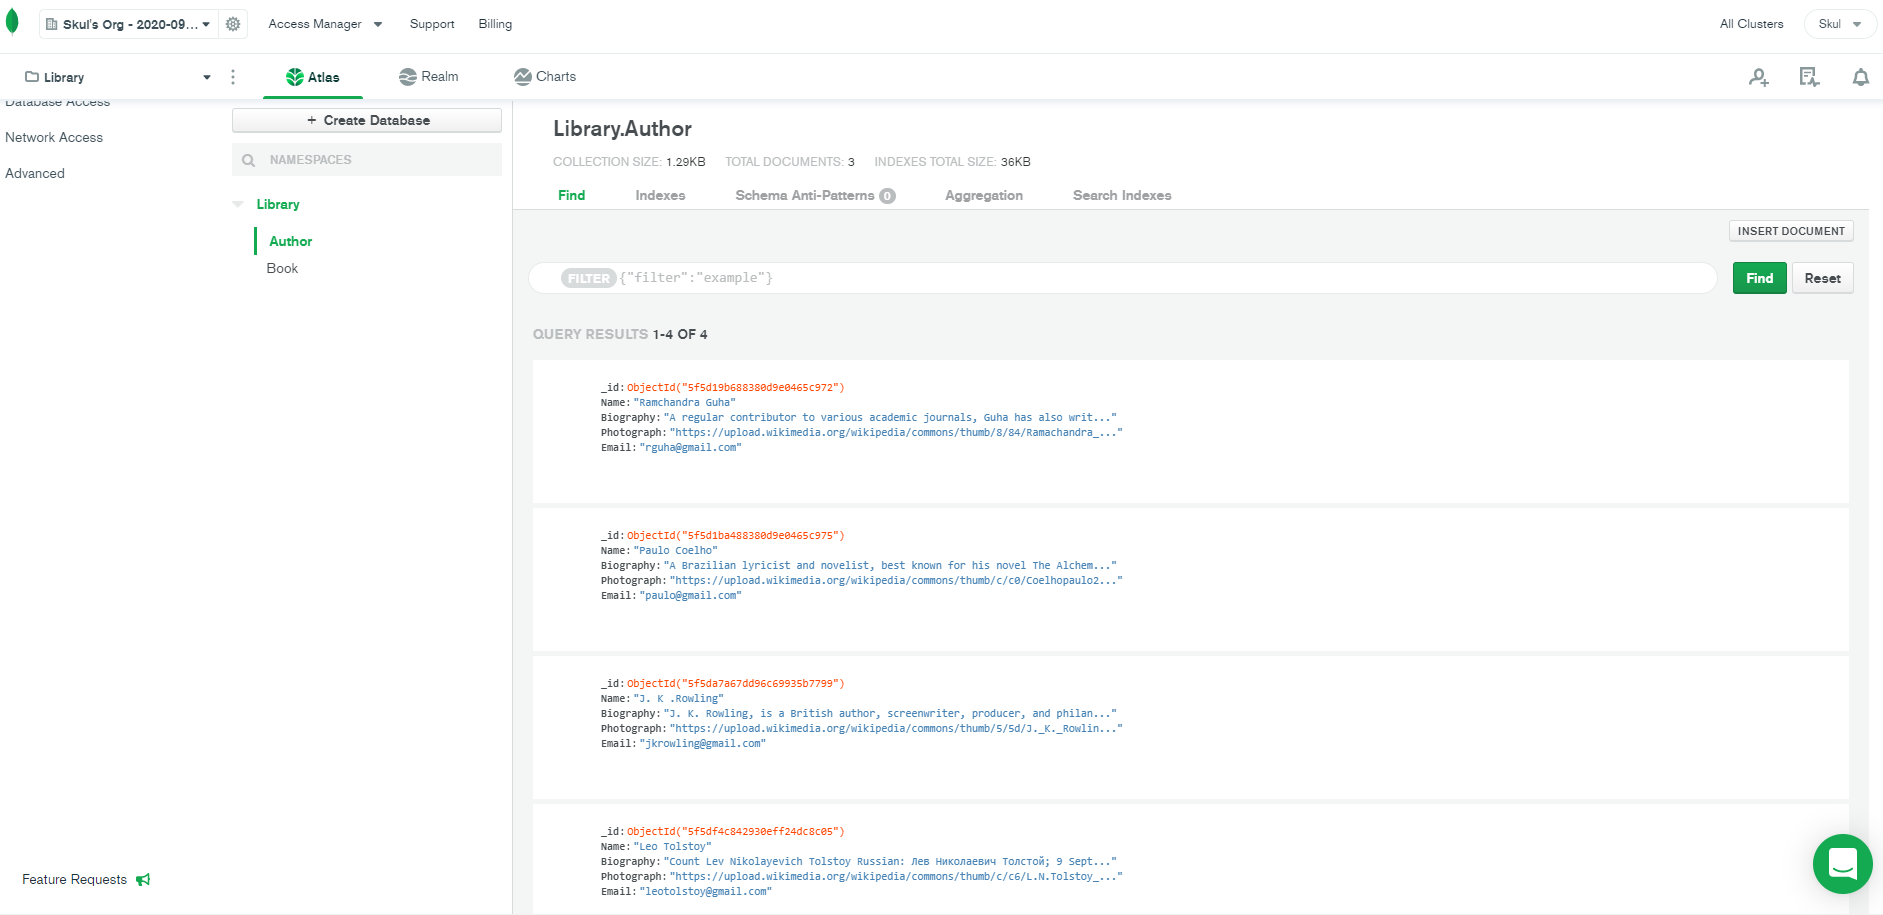 Skul's Org - 2020-09... Access Manager Support Billing All Clusters Skul
Library Atlas Realm Charts
Database Access
Network Access
Advanced
Feature Requests
+ Create Database
NAMESPACES
Library
Author
Book
Library.Author
COLLECTION SIZE: 1.29KB TOTAL DOCUMENTS: 3 INDEXES TOTAL SIZE: 36KB
Find Indexes Schema Anti-Patterns 0 Aggregation Search Indexes
INSERT DOCUMENT
FILTER {"filter":"example"} Find Reset
QUERY RESULTS 1-4 OF 4
_id: ObjectId("5f5d19b688380d9e0465c972")
Name: "Ramchandra Guha"
Biography: "A regular contributor to various academic journals, Guha has also writ..."
Photograph: "https://upload.wikimedia.org/wikipedia/commons/thumb/8/84/Ramachandra_..."
Email: "rguha@gmail.com"
_id: ObjectId("5f5d1ba488380d9e0465c975")
Name: "Paulo Coelho"
Biography: "A Brazilian lyricist and novelist, best known for his novel The Alchem..."
Photograph: "https://upload.wikimedia.org/wikipedia/commons/thumb/c/c0/Coelhopaulo2..."
Email: "paulo@gmail.com"
_id: ObjectId("5f5da7a67dd96c69935b7799")
Name: "J. K .Rowling"
Biography: "J. K. Rowling, is a British author, screenwriter, producer, and philan..."
Photograph: "https://upload.wikimedia.org/wikipedia/commons/thumb/5/5d/J._K._Rowlin..."
Email: "jkrowling@gmail.com"
_id: ObjectId("5f5df4c842930eff24dc8c05")
Name: "Leo Tolstoy"
Biography: "Count Lev Nikolayevich Tolstoy Russian: Лев Николаевич Толстой; 9 Sept..."
Photograph: "https://upload.wikimedia.org/wikipedia/commons/thumb/c/c6/L.N.Tolstoy_..."
Email: "leotolstoy@gmail.com"